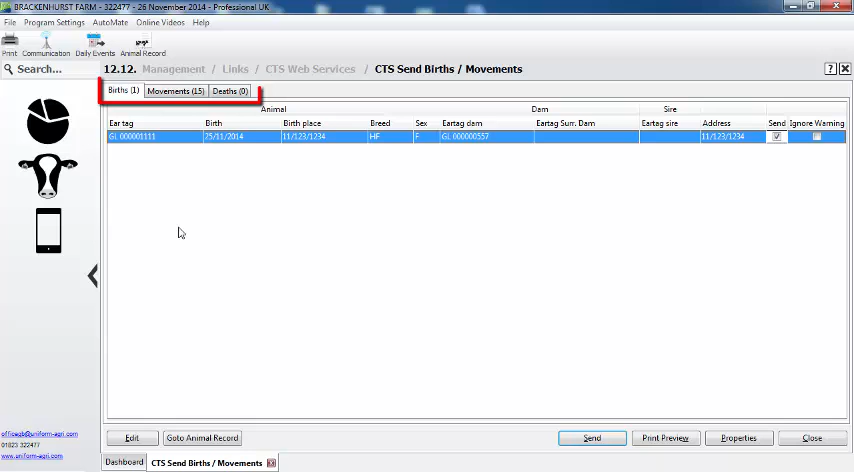 BRACKENHURST FARM - 322477 - 26 November 2014 - Professional UK
File Program Settings AutoMate Online Videos Help
Print Communication Daily Events Animal Record
Search... 12.12. Management / Links / CTS Web Services / CTS Send Births / Movements
Births (1) Movements (15) Deaths (0)
Animal Dam Sire
Ear tag Birth Birth place Breed Sex Eartag dam Eartag Surr. Dam Eartag sire Address Send Ignore Warning
GL 000001111 25/11/2014 11/123/1234 HF F GL 000000557 11/123/1234
Edit Goto Animal Record Send Print Preview Properties Close
officegb@uniform-agri.com
01823 322477
www.uniform-agri.com
Dashboard CTS Send Births / Movements